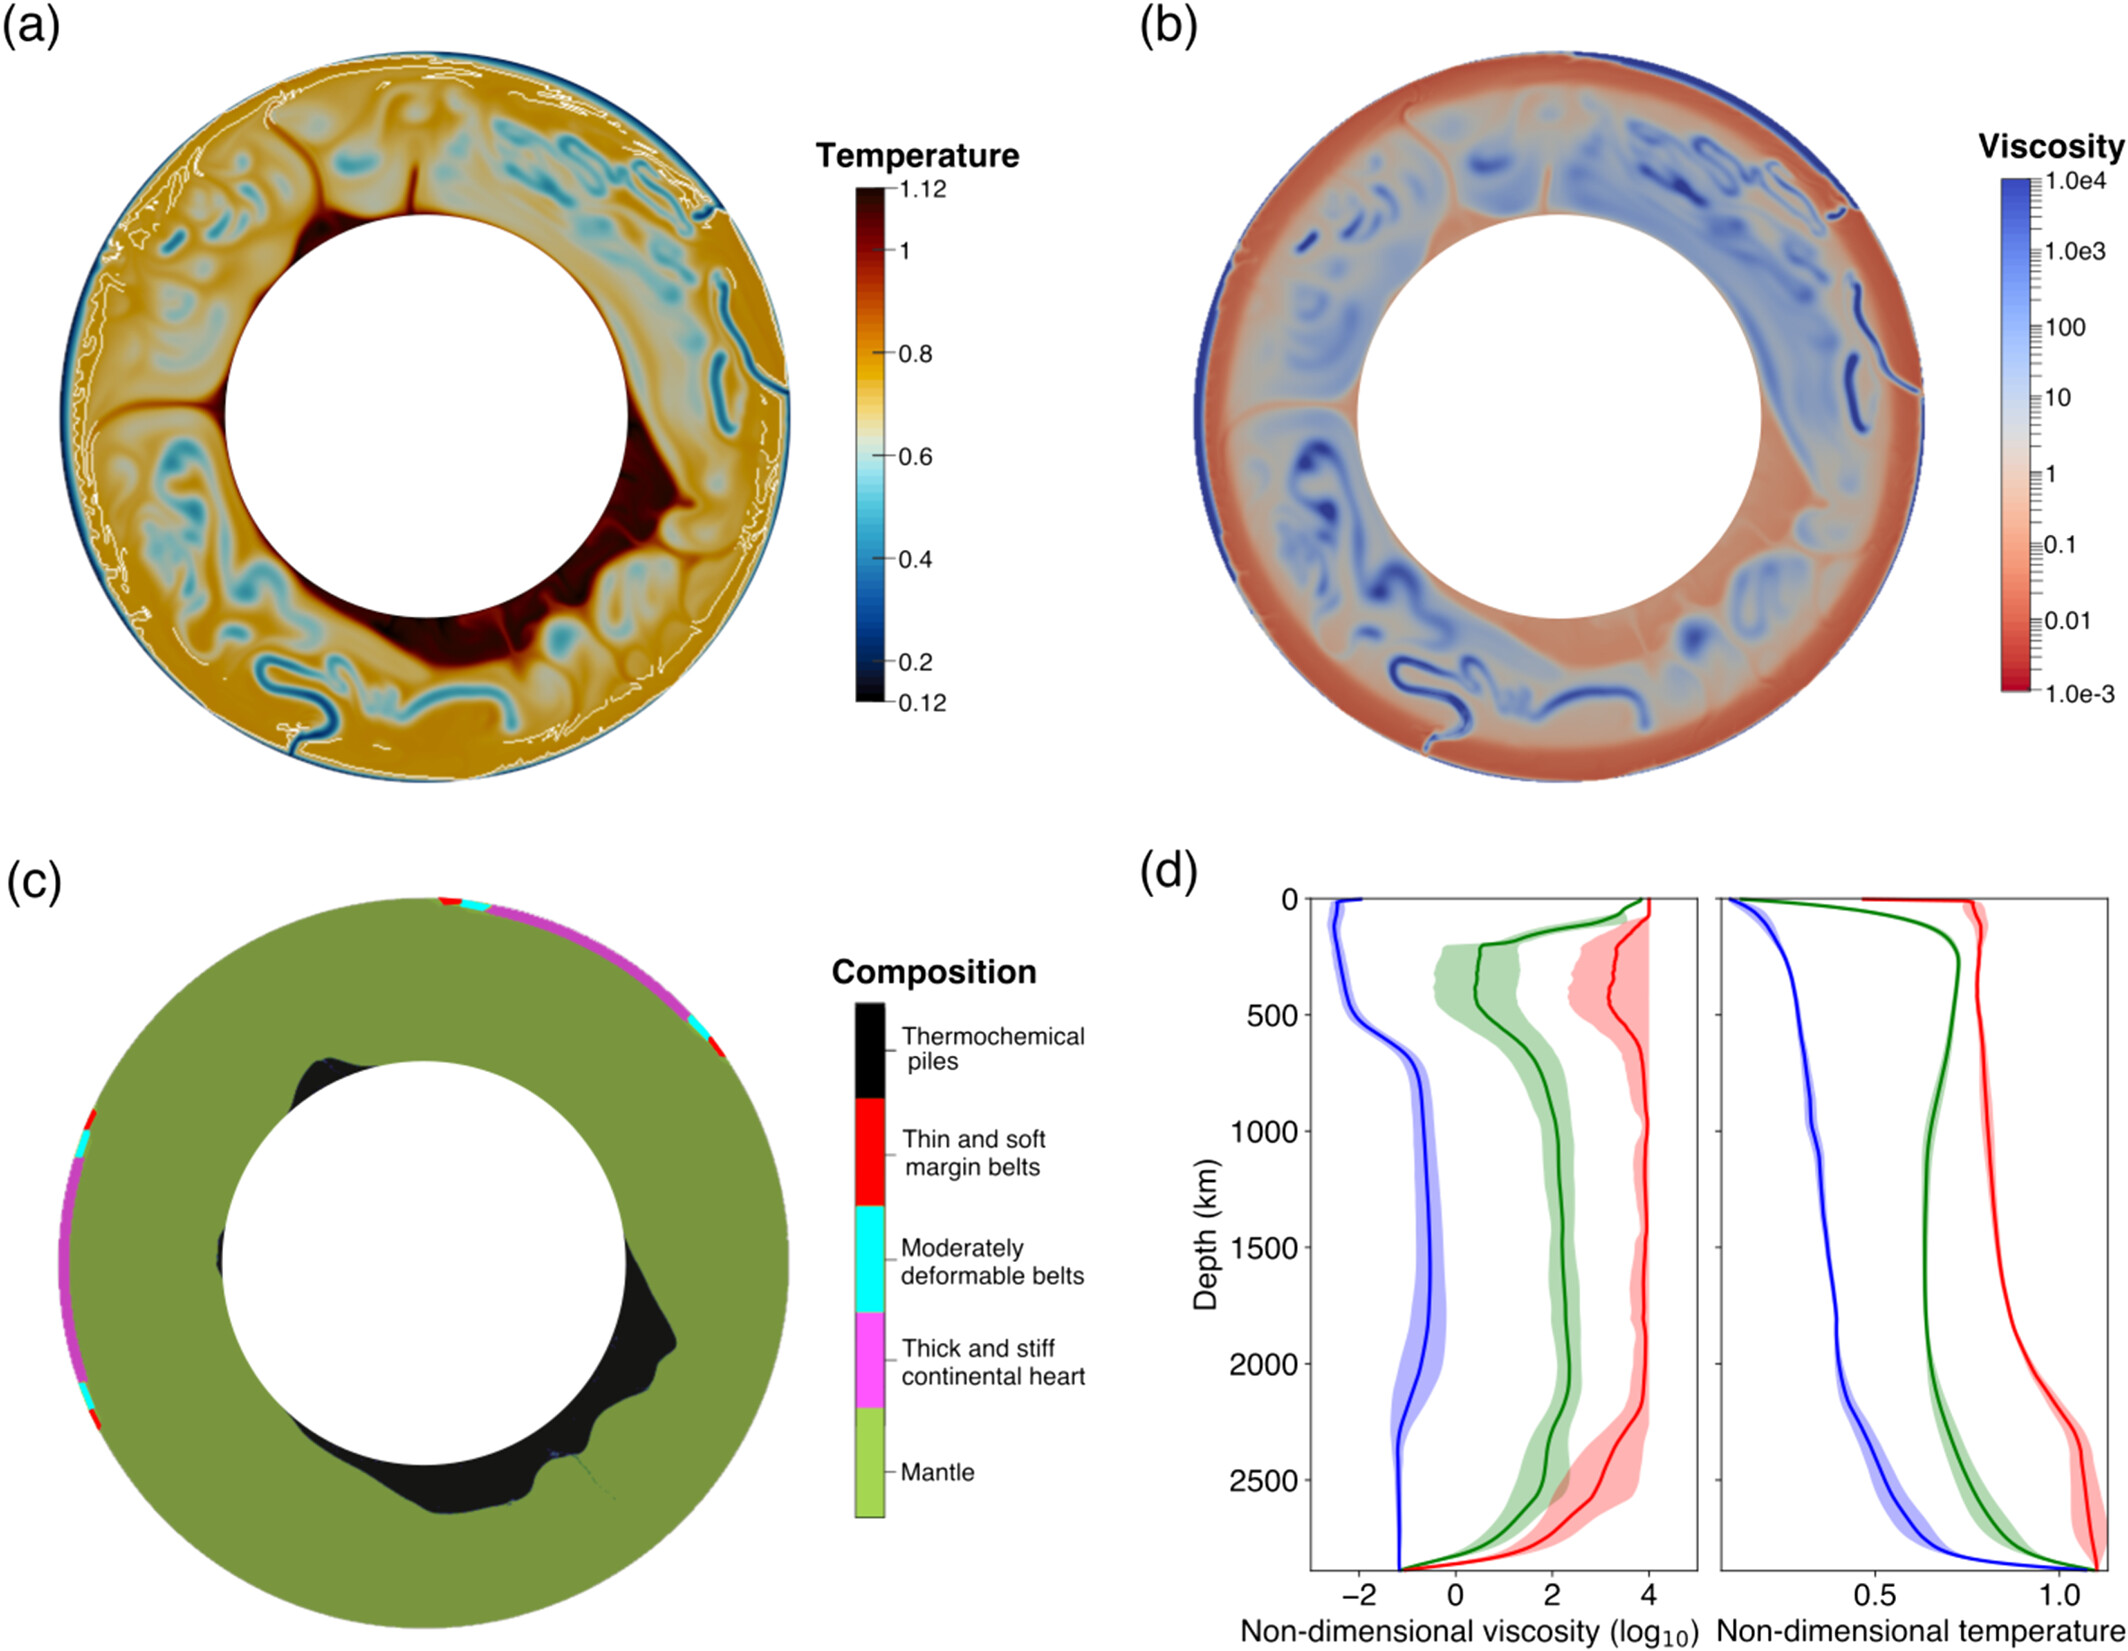 (a)
Temperature
1.12
1
0.8
0.6
0.4
0.2
0.12
(b)
Viscosity
1.0e4
1.0e3
100
10
1
0.1
0.01
1.0e-3
(c)
Composition
Thermochemical
piles
Thin and soft
margin belts
Moderately
deformable belts
Thick and stiff
continental heart
Mantle
(d)
0
500
1000
1500
2000
2500
Depth (km)
−2 0 2 4
Non-dimensional viscosity (log₁₀)
0.5 1.0
Non-dimensional temperature